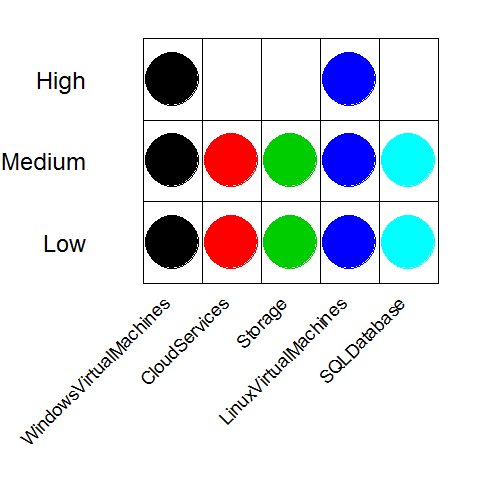 High
Medium
Low
WindowsVirtualMachines
CloudServices
Storage
LinuxVirtualMachines
SQLDatabase